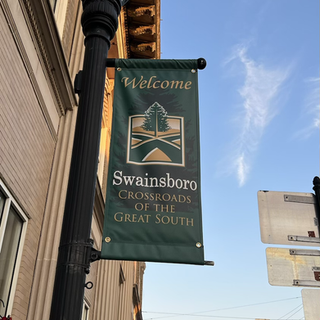 Welcome
Swainsboro
Crossroads
of the
Great South